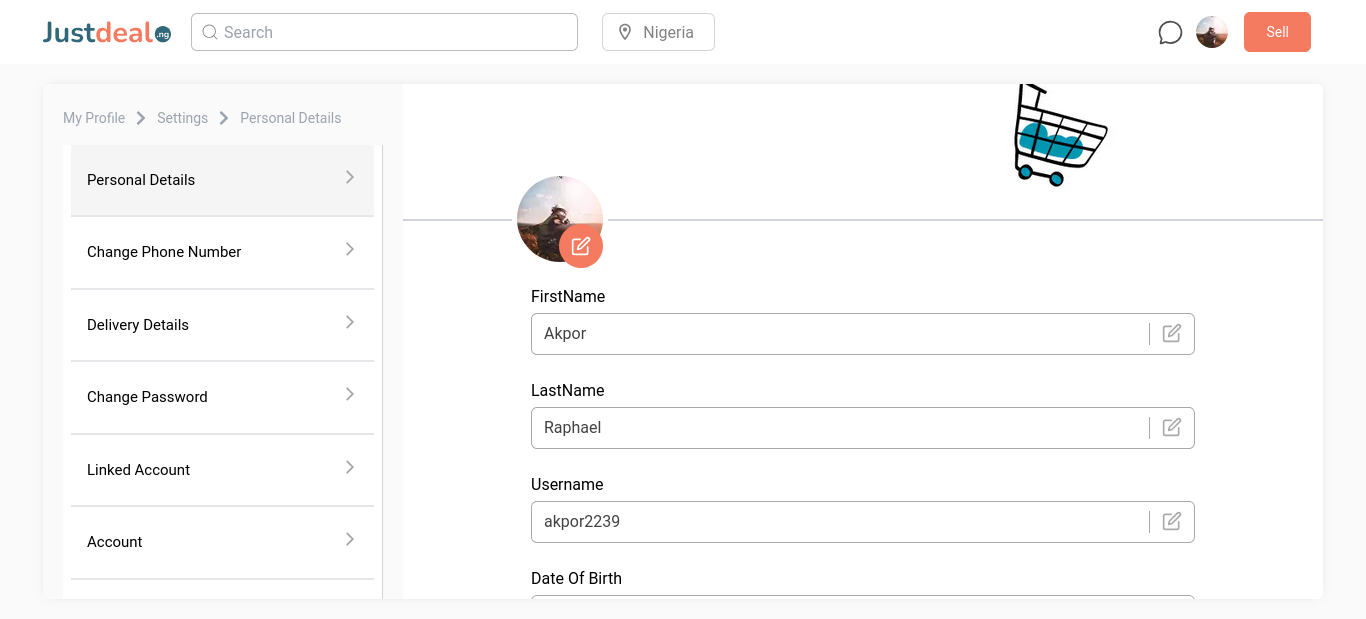 Justdeal.ng
Search
Nigeria
Sell
My Profile
Settings
Personal Details
Personal Details
Change Phone Number
Delivery Details
Change Password
Linked Account
Account
FirstName
Akpor
LastName
Raphael
Username
akpor2239
Date Of Birth